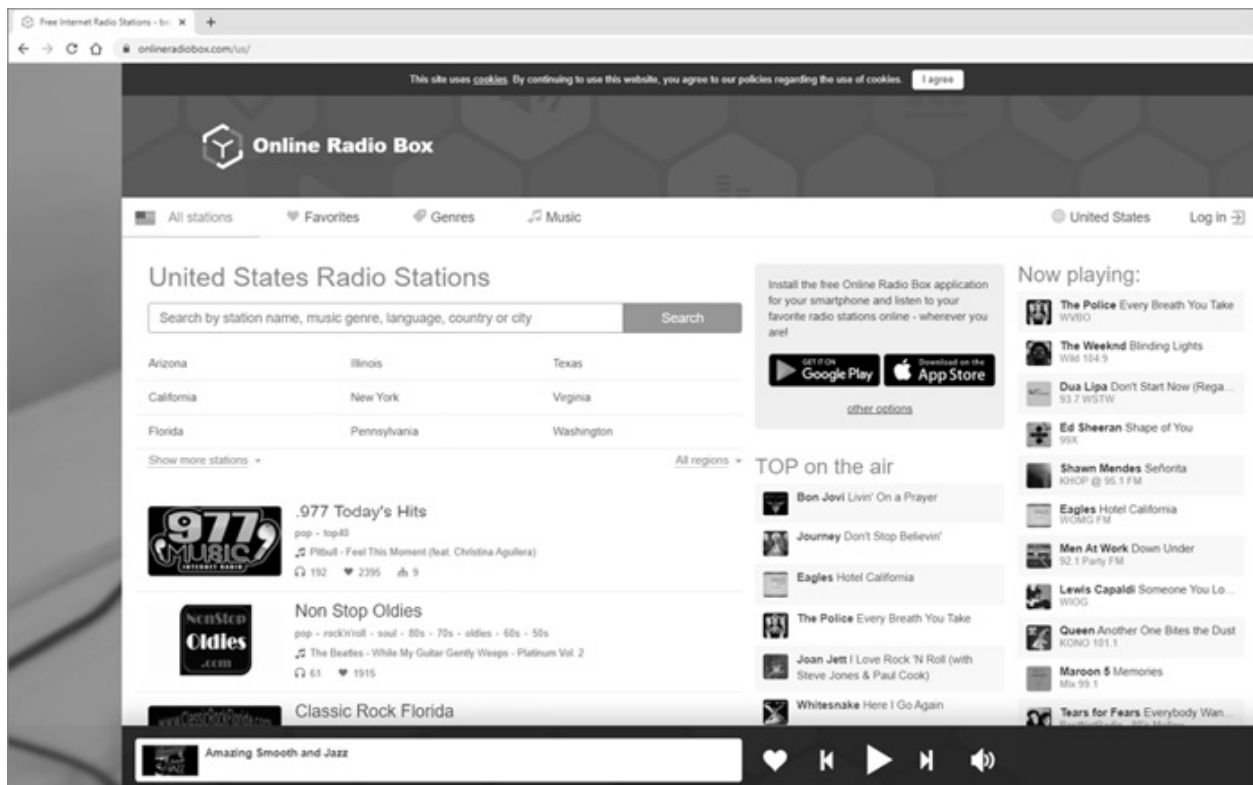 Free Internet Radio Stations - be
onlineradiobox.com/us/
This site uses cookies. By continuing to use this website, you agree to our policies regarding the use of cookies. I agree
Online Radio Box
All stations Favorites Genres Music United States Log in
United States Radio Stations
Search by station name, music genre, language, country or city Search
Arizona Illinois Texas
California New York Virginia
Florida Pennsylvania Washington
Show more stations All regions
977
MUSIC
INTERNET RADIO
.977 Today's Hits
pop - top40
Pitbull - Feel This Moment (feat. Christina Aguilera)
192 2395 9
NonStop
Oldies
.com
Non Stop Oldies
pop - rock'n'roll - soul - 80s - 70s - oldies - 60s - 50s
The Beatles - While My Guitar Gently Weeps - Platinum Vol. 2
61 1915
www.ClassicRockFlorida.com
Classic Rock Florida
Install the free Online Radio Box application
for your smartphone and listen to your
favorite radio stations online - wherever you
are!
GET IT ON
Google Play
Download on the
App Store
other options
TOP on the air
Bon Jovi Livin' On a Prayer
Journey Don't Stop Believin'
Eagles Hotel California
The Police Every Breath You Take
Joan Jett I Love Rock 'N Roll (with
Steve Jones & Paul Cook)
Whitesnake Here I Go Again
Now playing:
The Police Every Breath You Take
WVBO
The Weeknd Blinding Lights
Wild 104.9
Dua Lipa Don't Start Now (Rega...
93.7 WSTW
Ed Sheeran Shape of You
99X
Shawn Mendes Señorita
KHOP @ 95.1 FM
Eagles Hotel California
WOMG FM
Men At Work Down Under
92.1 Party FM
Lewis Capaldi Someone You Lo...
WIOG
Queen Another One Bites the Dust
KONO 101.1
Maroon 5 Memories
Mix 99.1
Tears for Fears Everybody Wan...
Amazing Smooth and Jazz